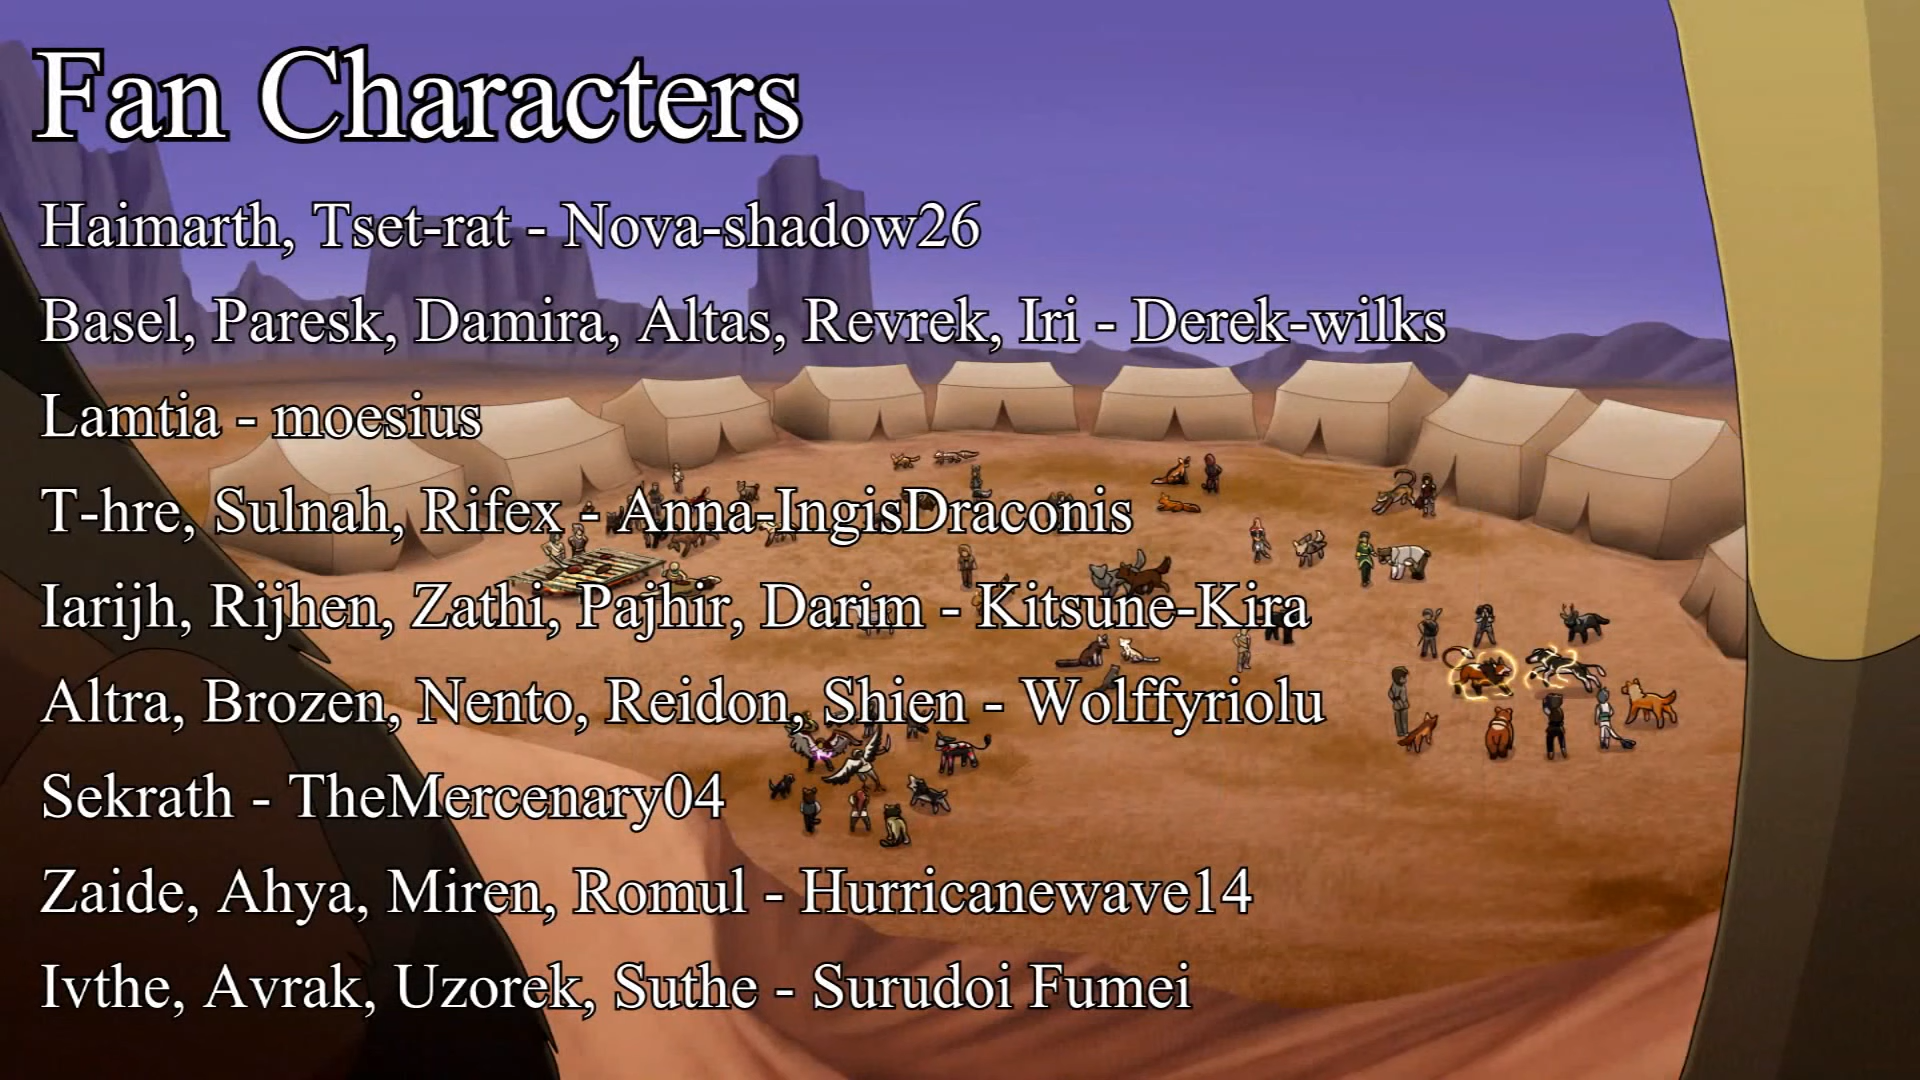 Fan Characters
Haimarth, Tset-rat - Nova-shadow26
Basel, Paresk, Damira, Altas, Revrek, Iri - Derek-wilks
Lamtia - moesius
T-hre, Sulnah, Rifex - Anna-IngisDraconis
Iarijh, Rijhen, Zathi, Pajhir, Darim - Kitsune-Kira
Altra, Brozen, Nento, Reidon, Shien - Wolffyriolu
Sekrath - TheMercenary04
Zaide, Ahya, Miren, Romul - Hurricanewave14
Ivthe, Avrak, Uzorek, Suthe - Surudoi Fumei